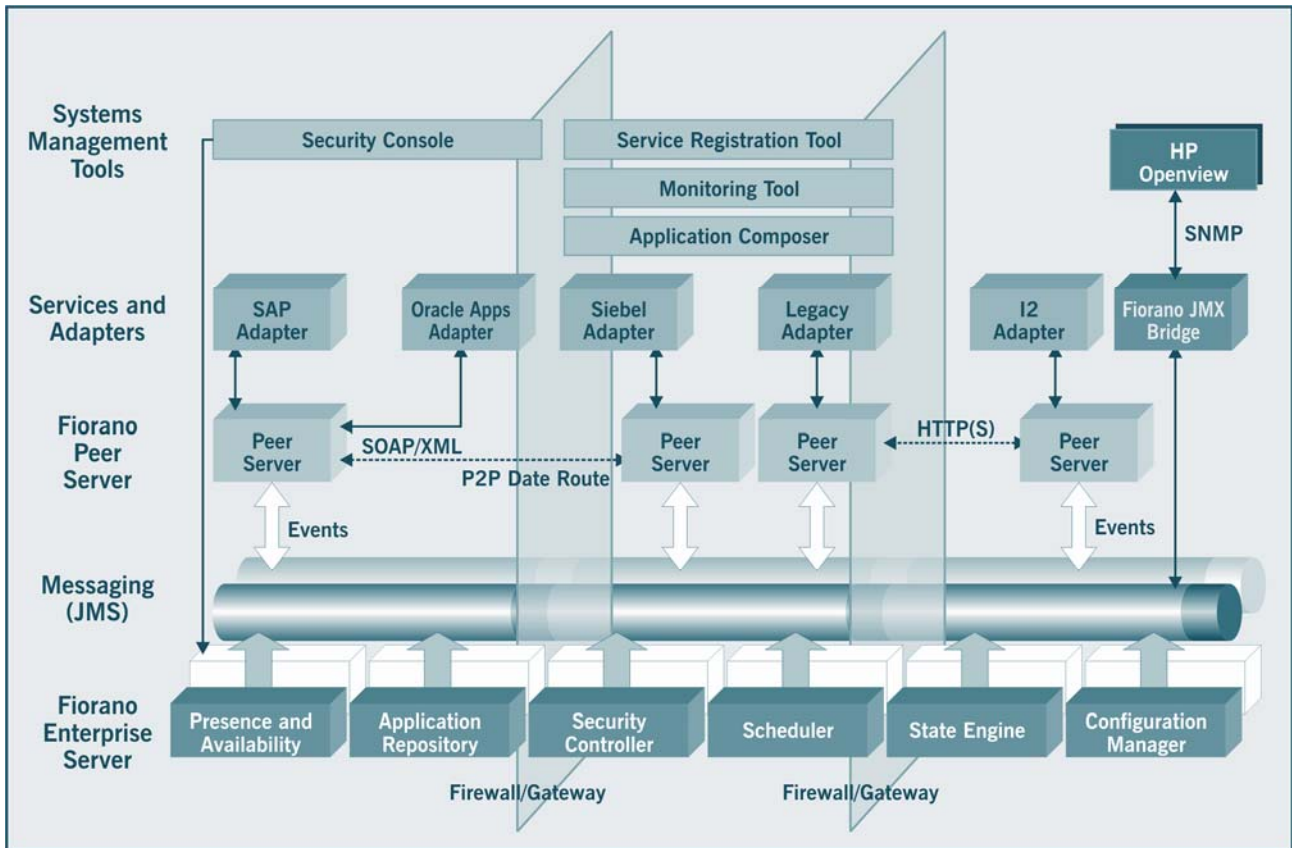 Systems
Management
Tools
Security Console
Service Registration Tool
Monitoring Tool
Application Composer
HP
Openview
SNMP
Services and
Adapters
SAP
Adapter
Oracle Apps
Adapter
Siebel
Adapter
Legacy
Adapter
I2
Adapter
Fiorano JMX
Bridge
Fiorano
Peer
Server
Peer
Server
SOAP/XML
P2P Date Route
Peer
Server
Peer
Server
HTTP(S)
Peer
Server
Events
Events
Messaging
(JMS)
Fiorano
Enterprise
Server
Presence and
Availability
Application
Repository
Security
Controller
Scheduler
State Engine
Configuration
Manager
Firewall/Gateway
Firewall/Gateway